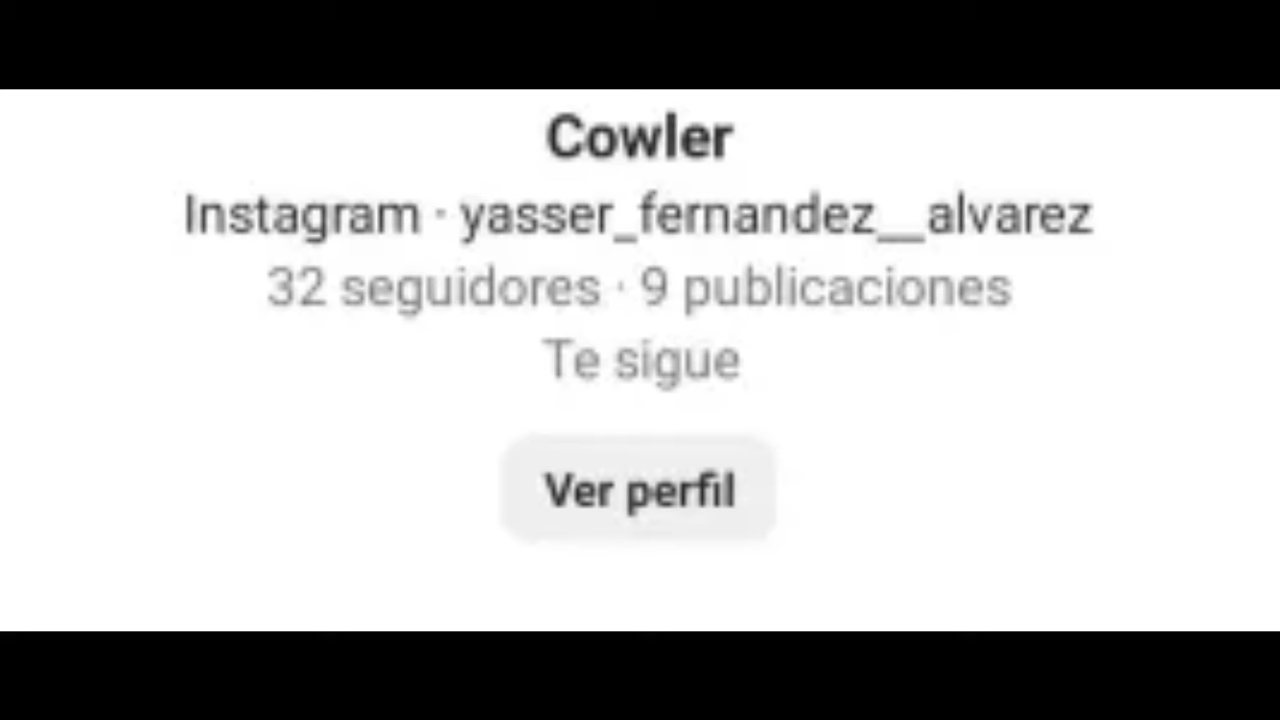 Cowler
Instagram · yasser_fernandez__alvarez
32 seguidores · 9 publicaciones
Te sigue
Ver perfil